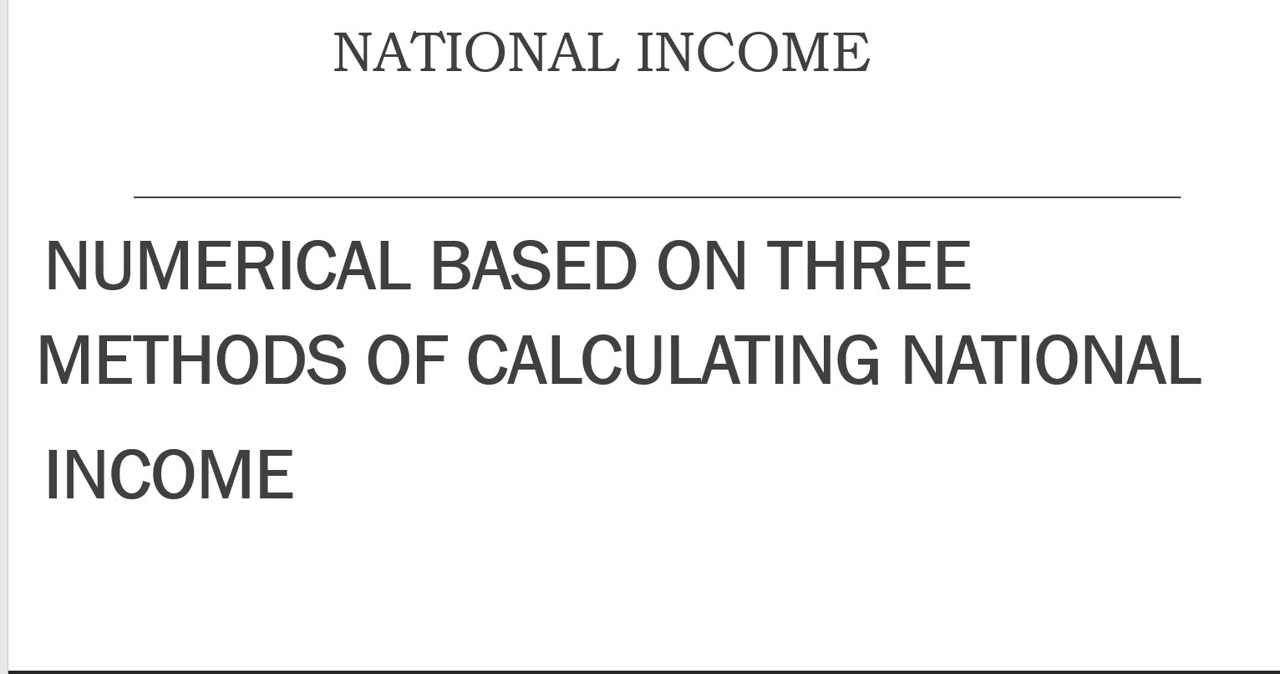 NATIONAL INCOME
NUMERICAL BASED ON THREE
METHODS OF CALCULATING NATIONAL
INCOME